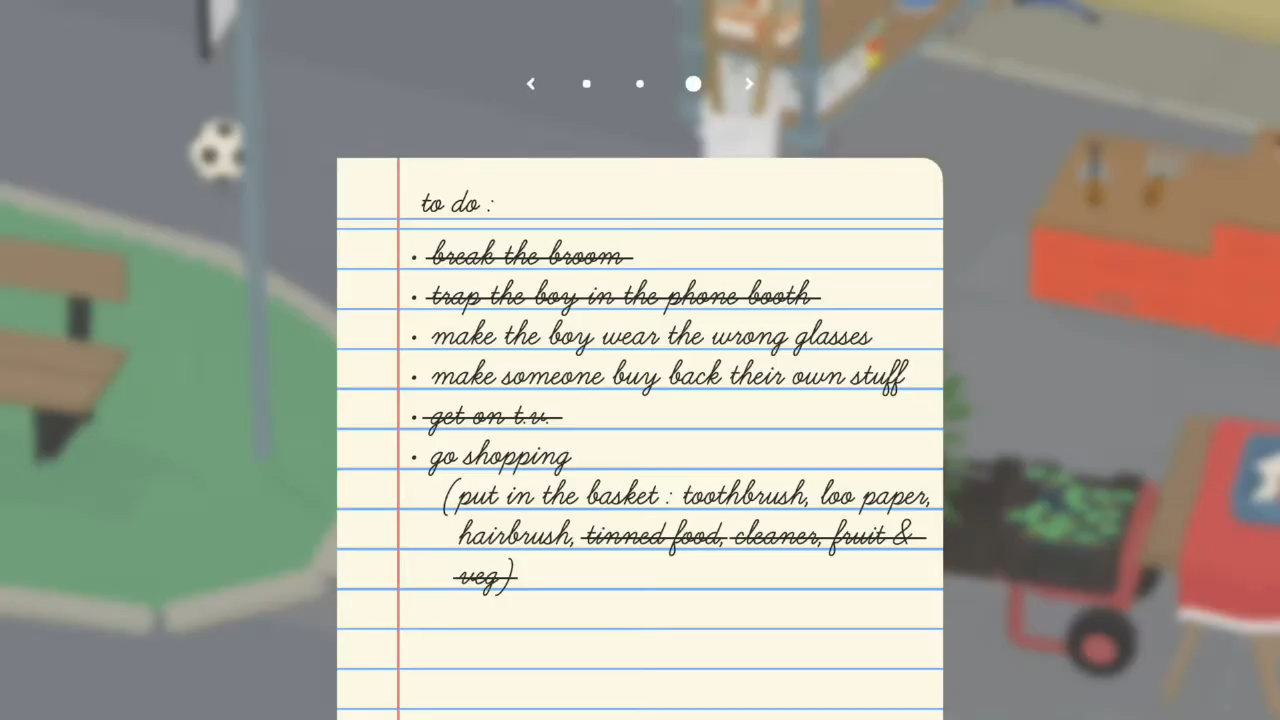 to do :
• break the broom
• trap the boy in the phone booth
• make the boy wear the wrong glasses
• make someone buy back their own stuff
• get on t.v.
• go shopping
(put in the basket : toothbrush, loo paper,
hairbrush, tinned food, cleaner, fruit &
veg)